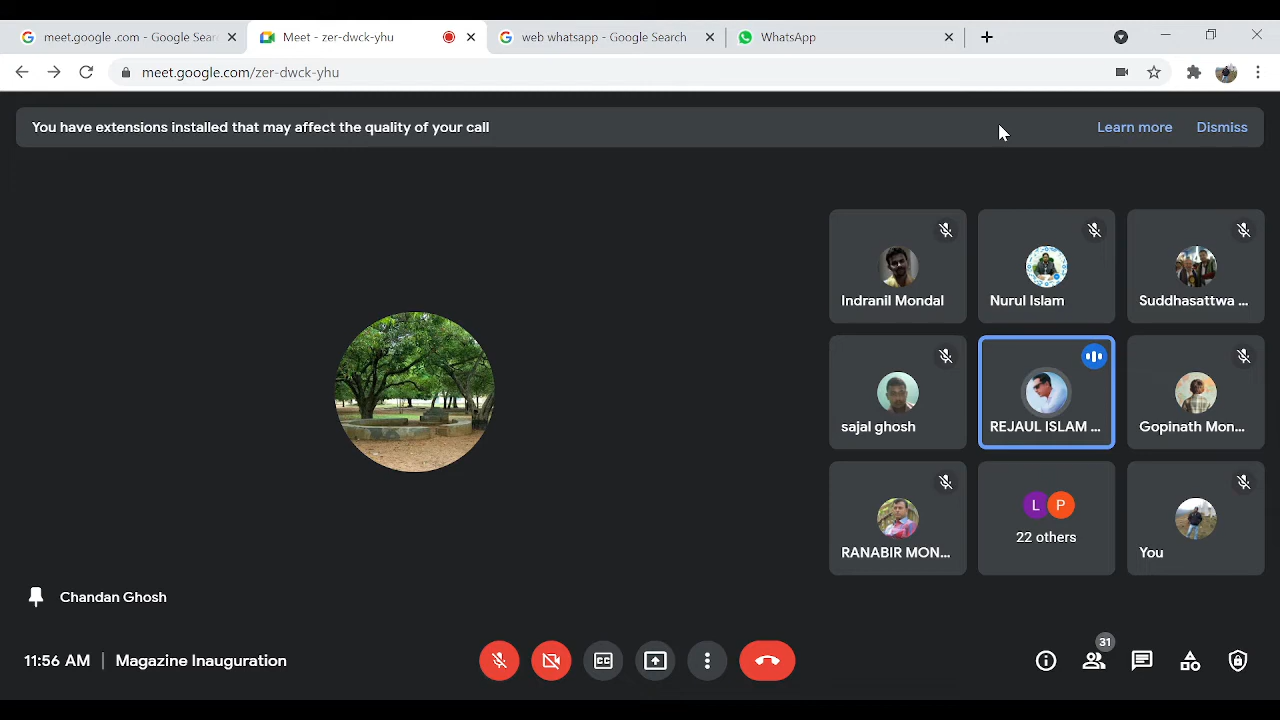 meet.google .com - Google Sear
Meet - zer-dwck-yhu
web whatsapp - Google Search
WhatsApp
meet.google.com/zer-dwck-yhu
You have extensions installed that may affect the quality of your call
Learn more
Dismiss
Indranil Mondal
Nurul Islam
Suddhasattwa ...
sajal ghosh
REJAUL ISLAM ...
Gopinath Mon...
RANABIR MON...
L P
22 others
You
Chandan Ghosh
11:56 AM | Magazine Inauguration
CC
31